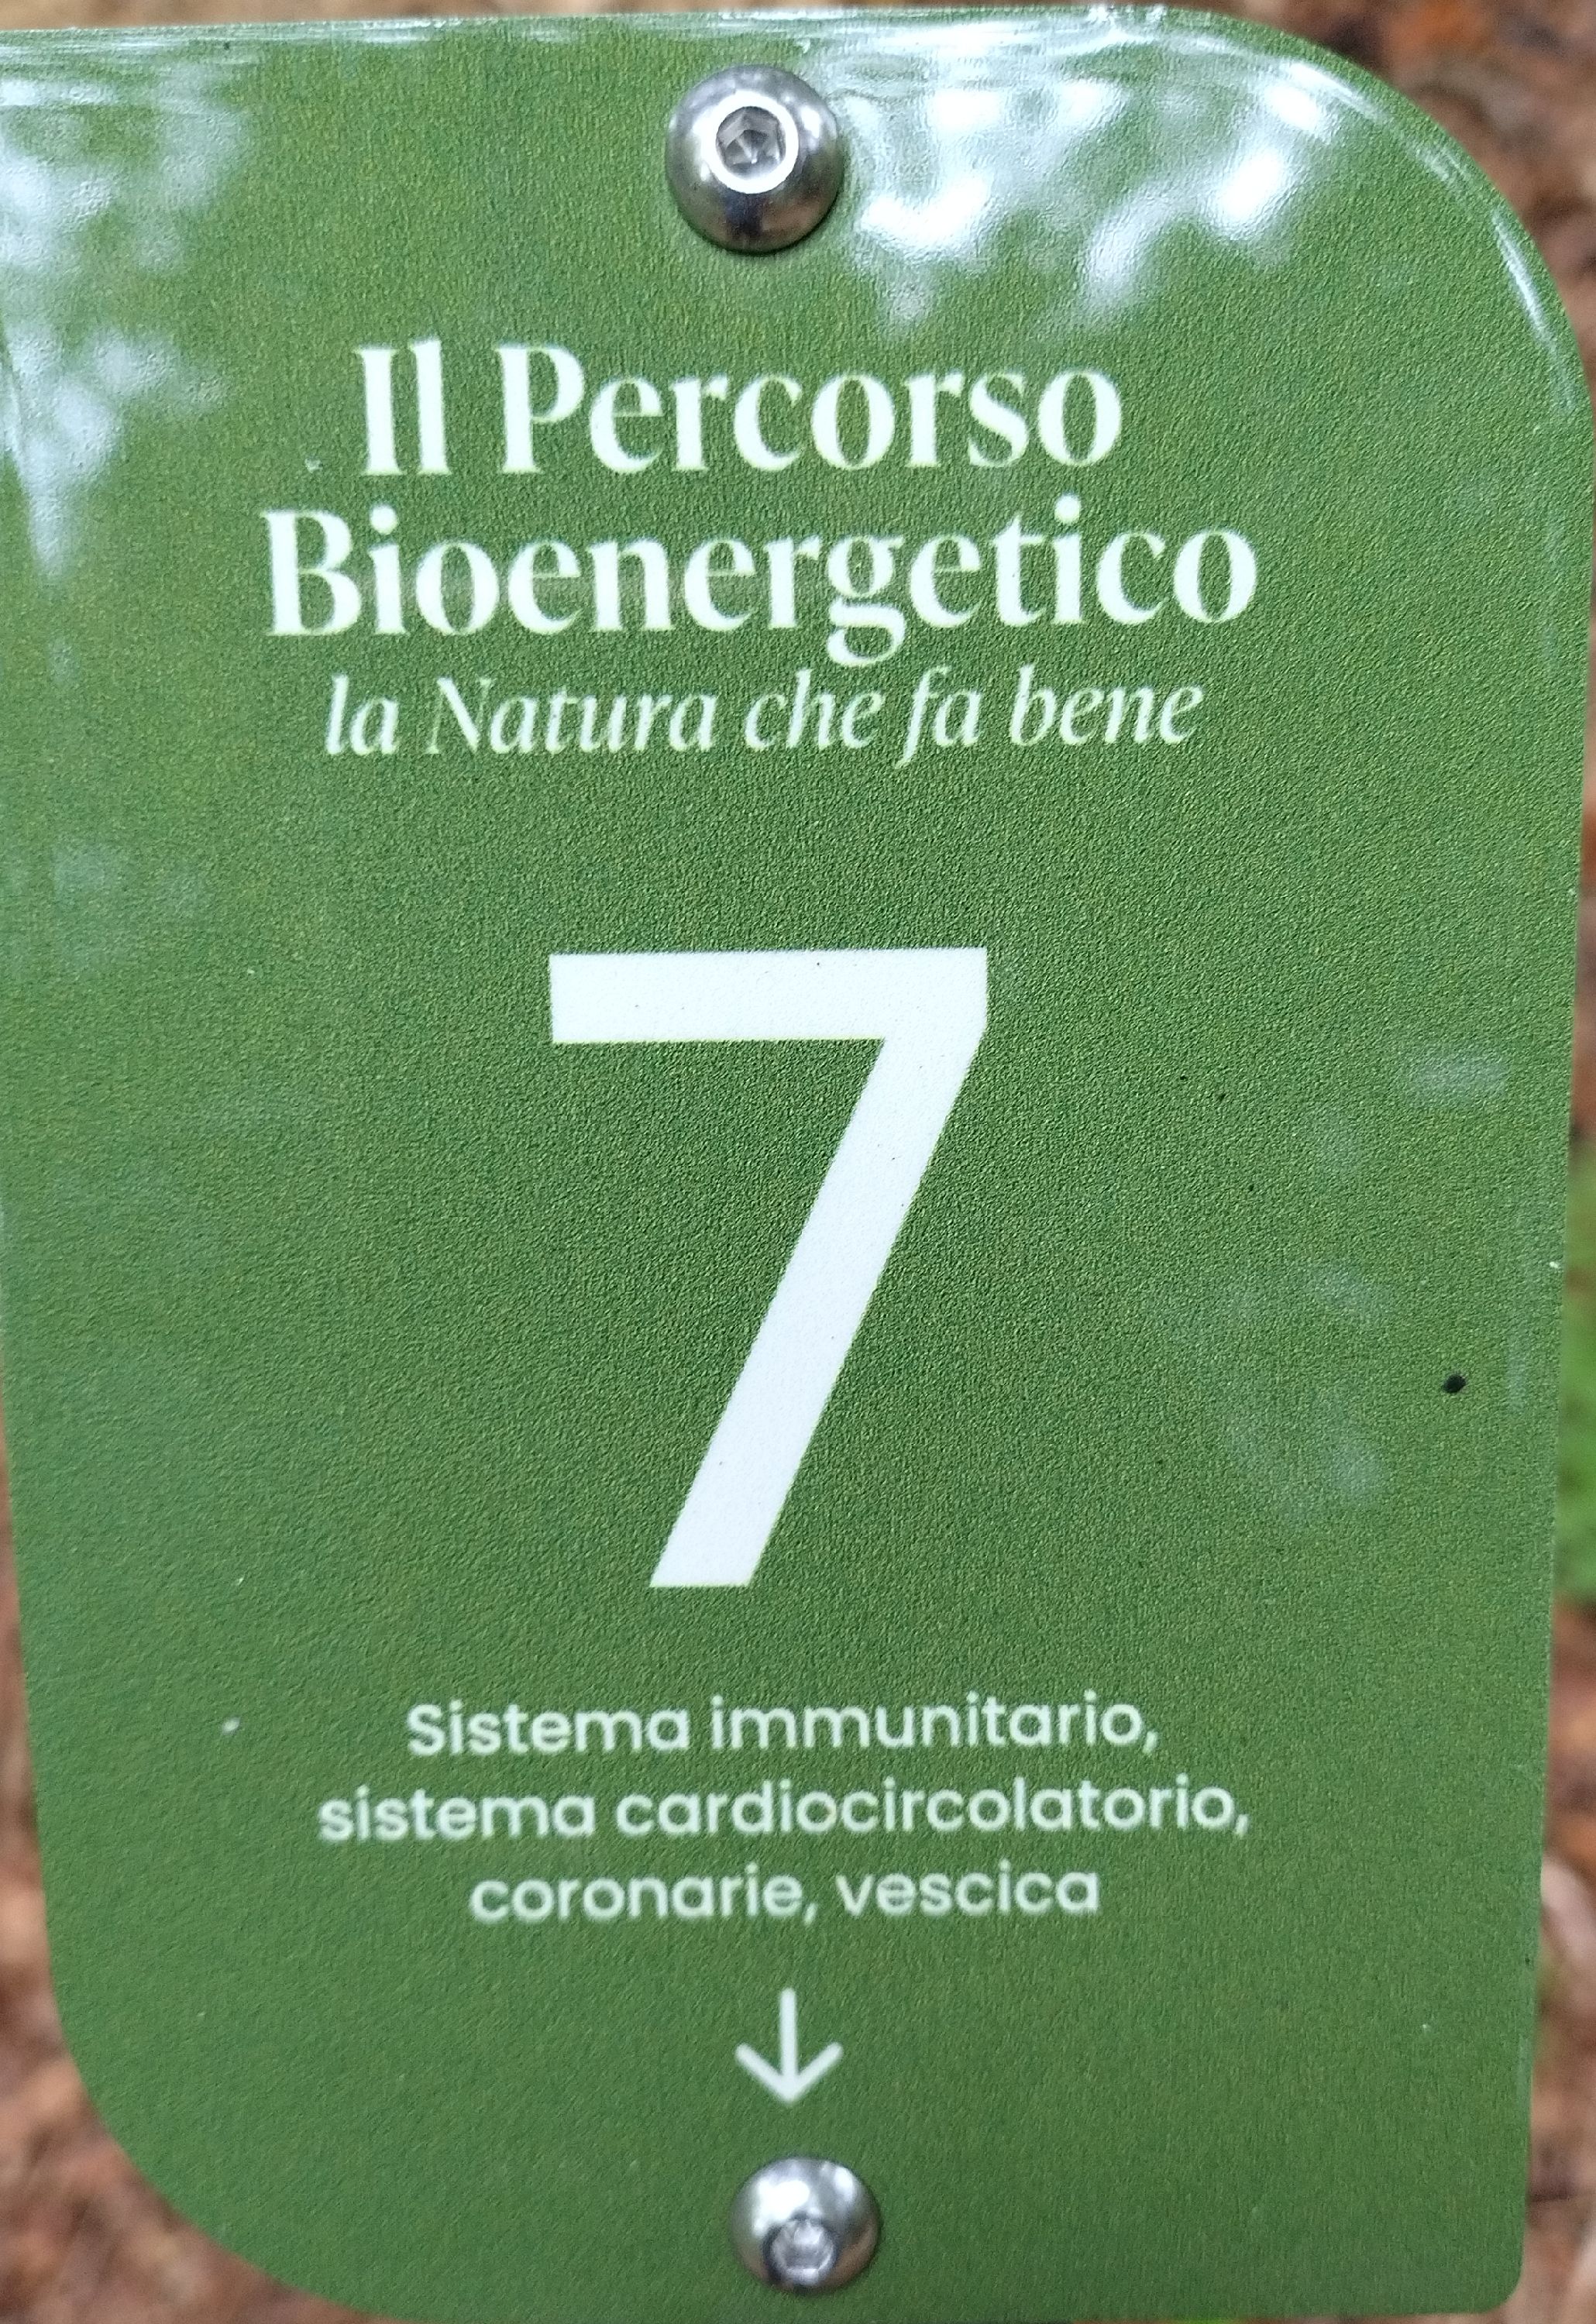 Il Percorso
Bioenergetico
la Natura che fa bene
7
Sistema immunitario,
sistema cardiocircolatorio,
coronarie, vescica
↓